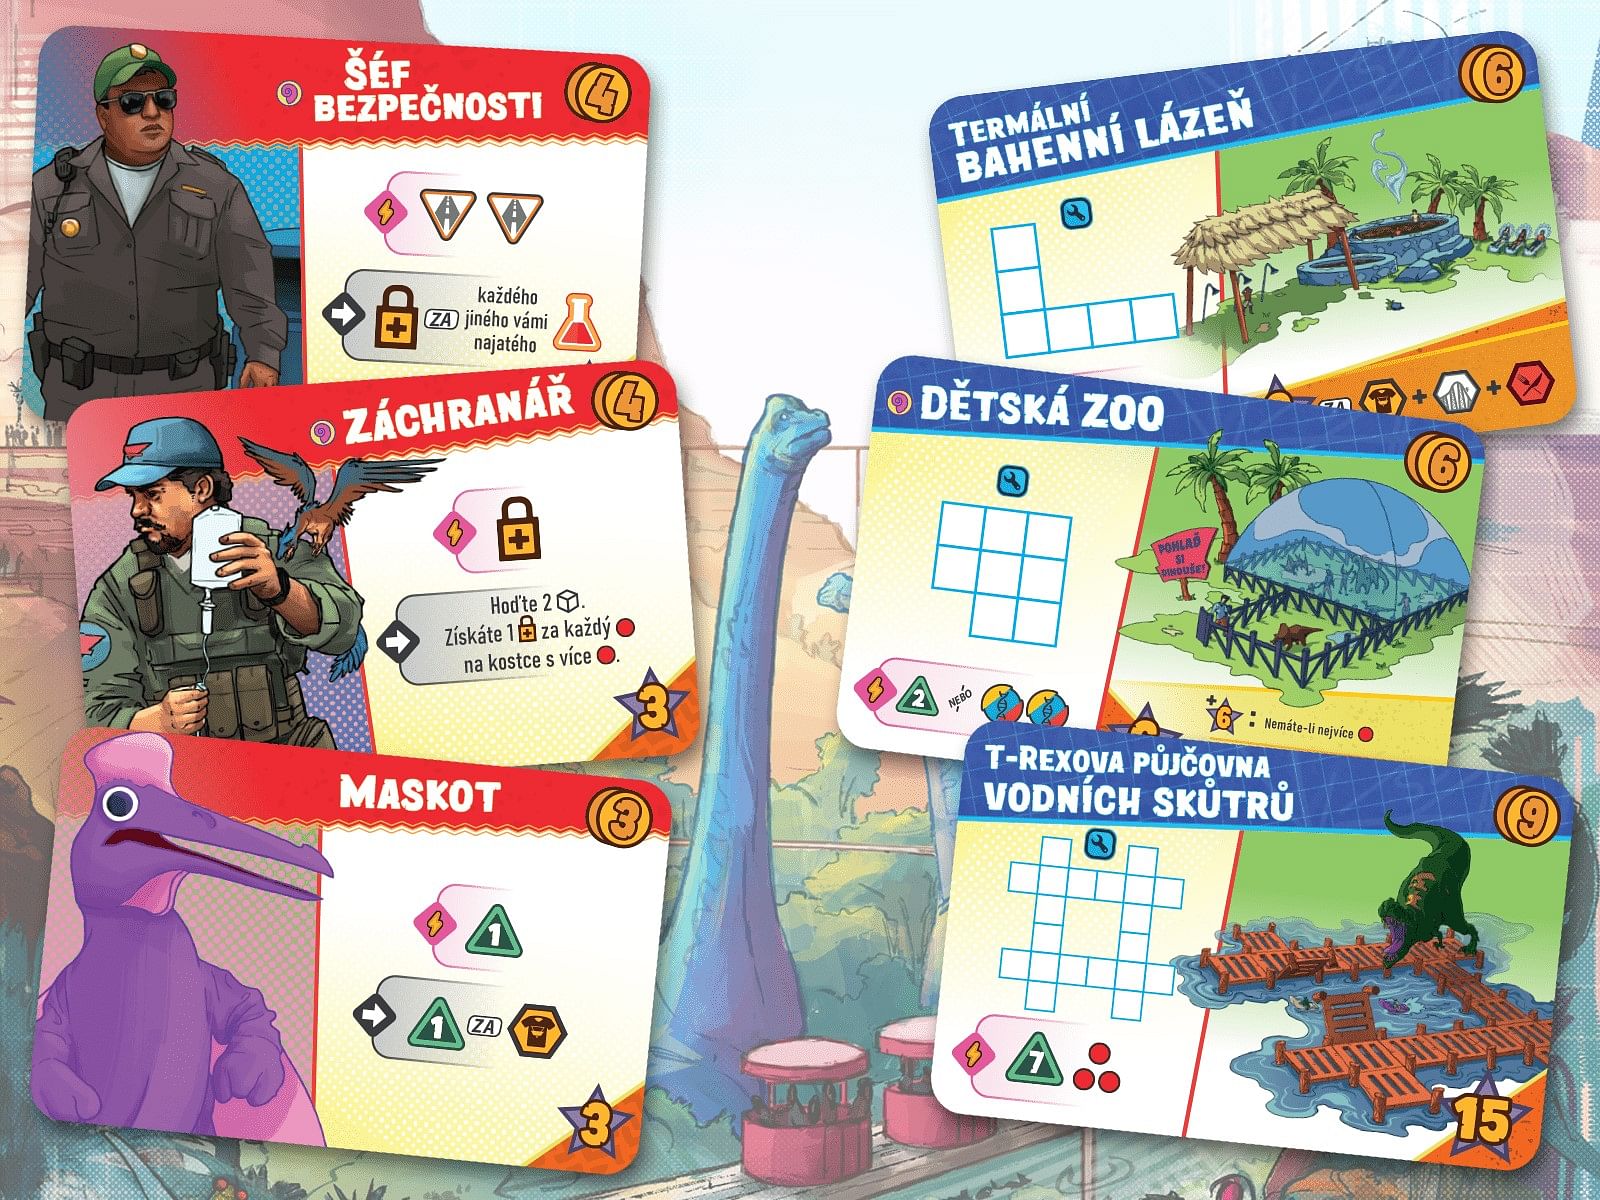 ŠÉF
BEZPEČNOSTI
4
ZA
každého
jiného vámi
najatého
ZÁCHRANÁŘ
4
Hoďte 2
.
Získáte 1 za každý
na kostce s více .
3
MASKOT
3
1
1
ZA
3
TERMÁLNÍ
BAHENNÍ LÁZEŇ
6
ZA + +
DĚTSKÁ ZOO
6
POHLAĎ
SI
2 NEBO
+6 : Nemáte-li nejvíce
T-REXOVA PŮJČOVNA
VODNÍCH SKŮTRŮ
9
7
15